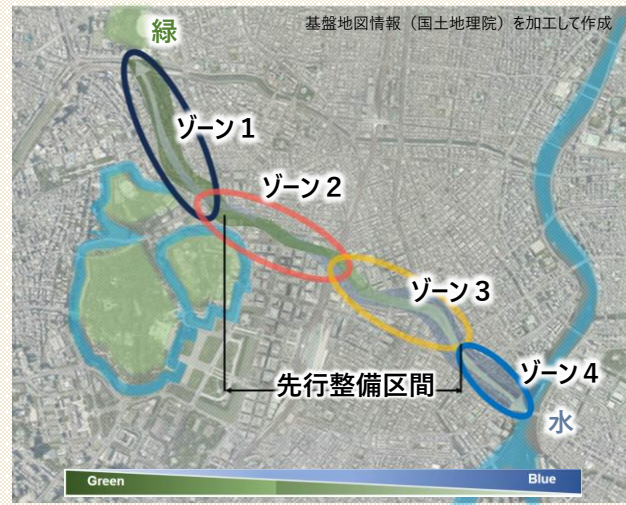 基盤地図情報（国土地理院）を加工して作成
緑
ゾーン1
ゾーン2
ゾーン3
先行整備区間
ゾーン4
水
Green
Blue